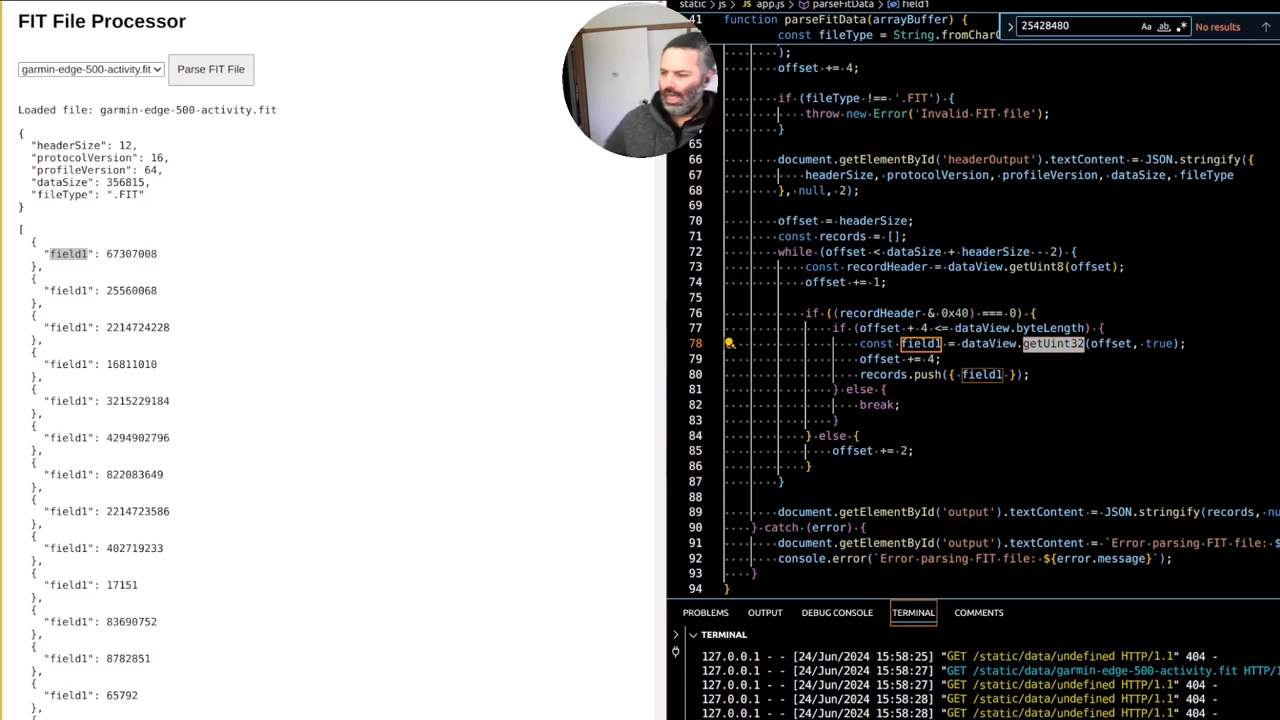 FIT File Processor
garmin-edge-500-activity.fit
Parse FIT File
Loaded file: garmin-edge-500-activity.fit
{
"headerSize": 12,
"protocolVersion": 16,
"profileVersion": 64,
"dataSize": 356815,
"fileType": ".FIT"
}
[
{
"field1": 67307008
},
{
"field1": 25560068
},
{
"field1": 2214724228
},
{
"field1": 16811010
},
{
"field1": 3215229184
},
{
"field1": 4294902796
},
{
"field1": 822083649
},
{
"field1": 2214723586
},
{
"field1": 402719233
},
{
"field1": 17151
},
{
"field1": 83690752
},
{
"field1": 8782851
},
{
"field1": 65792
},
{
static > js > JS app.js > parseFitData > field1
25428480
Aa ab .* No results
41 function parseFitData(arrayBuffer) {
const fileType = String.fromCharC
);
offset += 4;
if (fileType !== '.FIT') {
throw new Error('Invalid FIT file');
}
65
66 document.getElementById('headerOutput').textContent = JSON.stringify({
67 headerSize, protocolVersion, profileVersion, dataSize, fileType
68 }, null, 2);
69
70 offset = headerSize;
71 const records = [];
72 while (offset < dataSize + headerSize - 2) {
73 const recordHeader = dataView.getUint8(offset);
74 offset += 1;
75
76 if ((recordHeader & 0x40) === 0) {
77 if (offset + 4 <= dataView.byteLength) {
78 const field1 = dataView.getUint32(offset, true);
79 offset += 4;
80 records.push({ field1 });
81 } else {
82 break;
83 }
84 } else {
85 offset += 2;
86 }
87 }
88
89 document.getElementById('output').textContent = JSON.stringify(records, nu
90 } catch (error) {
91 document.getElementById('output').textContent = `Error parsing FIT file: $
92 console.error(`Error parsing FIT file: ${error.message}`);
93 }
94 }
PROBLEMS OUTPUT DEBUG CONSOLE TERMINAL COMMENTS
TERMINAL
127.0.0.1 - - [24/Jun/2024 15:58:25] "GET /static/data/undefined HTTP/1.1" 404 -
127.0.0.1 - - [24/Jun/2024 15:58:27] "GET /static/data/garmin-edge-500-activity.fit HTTP/1
127.0.0.1 - - [24/Jun/2024 15:58:27] "GET /static/data/undefined HTTP/1.1" 404 -
127.0.0.1 - - [24/Jun/2024 15:58:28] "GET /static/data/undefined HTTP/1.1" 404 -
127.0.0.1 - - [24/Jun/2024 15:58:28] "GET /static/data/undefined HTTP/1.1" 404 -